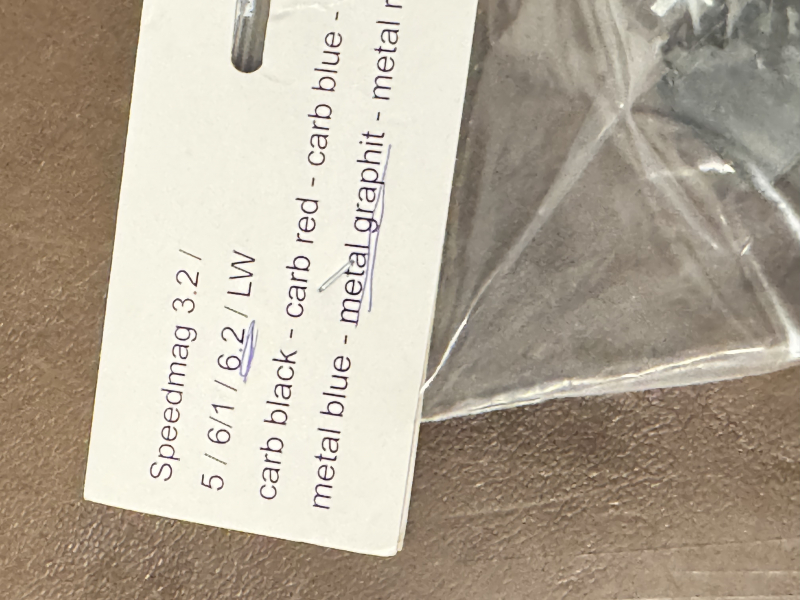 Speedmag 3.2 /
5 / 6/1 / 6.2 / LW
carb black - carb red - carb blue -
metal blue - metal graphit - metal